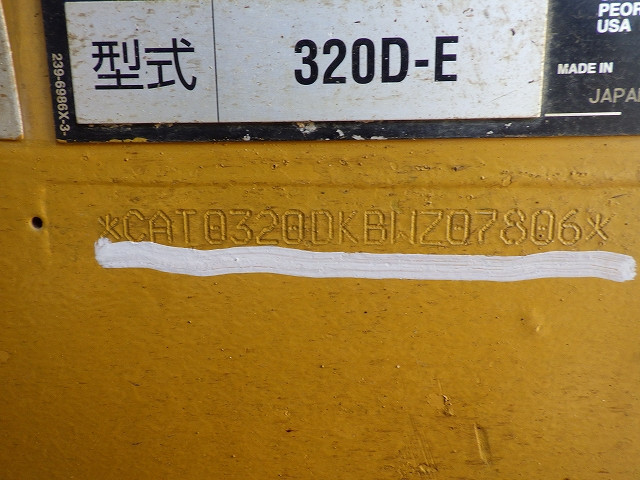 PEOR
USA
型式 320D-E
MADE IN
JAPAN
239-6986X-3-
*CAT0320DKBWZ07806*